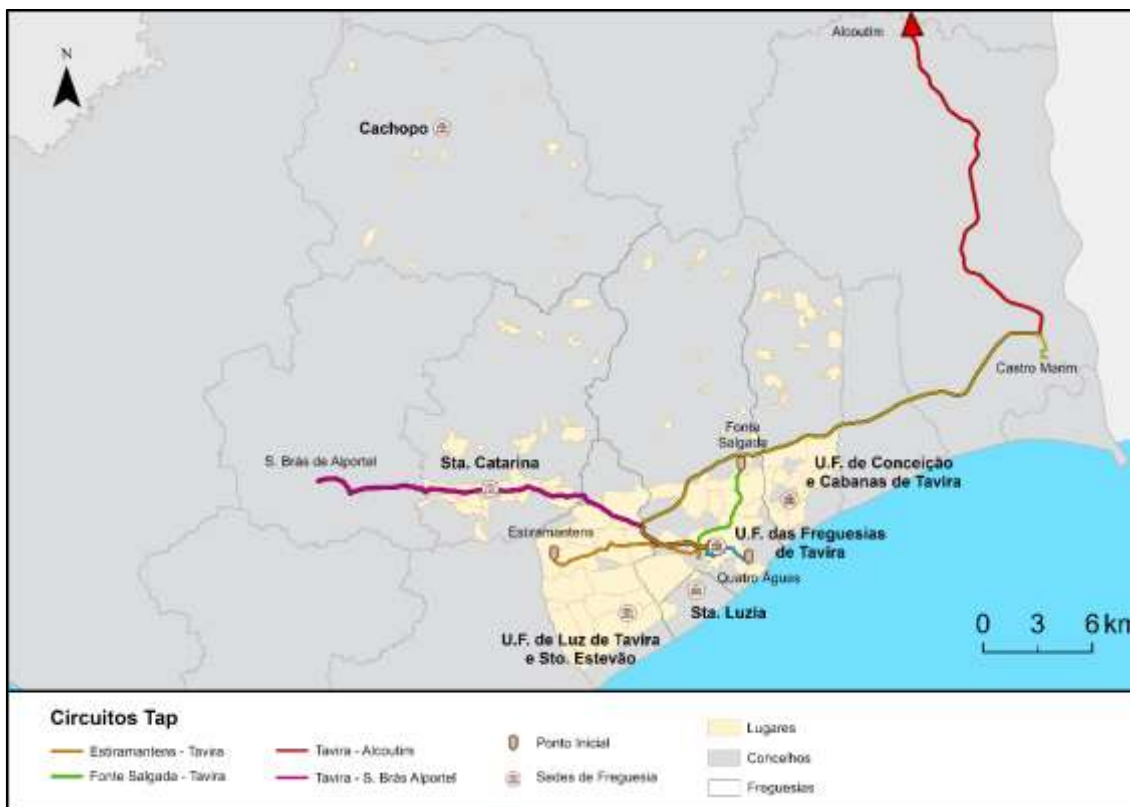 Alcoutim
N
Cachopo
Castro Marim
Fonte
Salgada
S. Brás de Alportel
Sta. Catarina
U.F. de Conceição
e Cabanas de Tavira
Estiramantens
U.F. das Freguesias
de Tavira
Quatro Águas
Sta. Luzia
U.F. de Luz de Tavira
e Sto. Estevão
0 3 6 km
Circuitos Tap
Estiramantens - Tavira
Fonte Salgada - Tavira
Tavira - Alcoutim
Tavira - S. Brás Alportel
Ponto Inicial
Sedes de Freguesia
Lugares
Concelhos
Freguesias